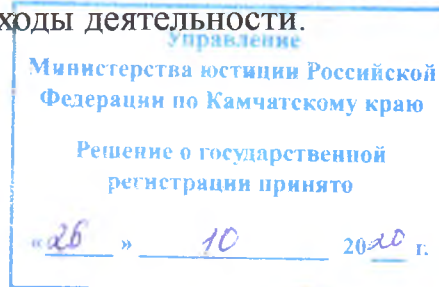 ходы деятельности.
Управление
Министерства юстиции Российской
Федерации по Камчатскому краю
Решение о государственной
регистрации принято
«26» 10 2020 г.